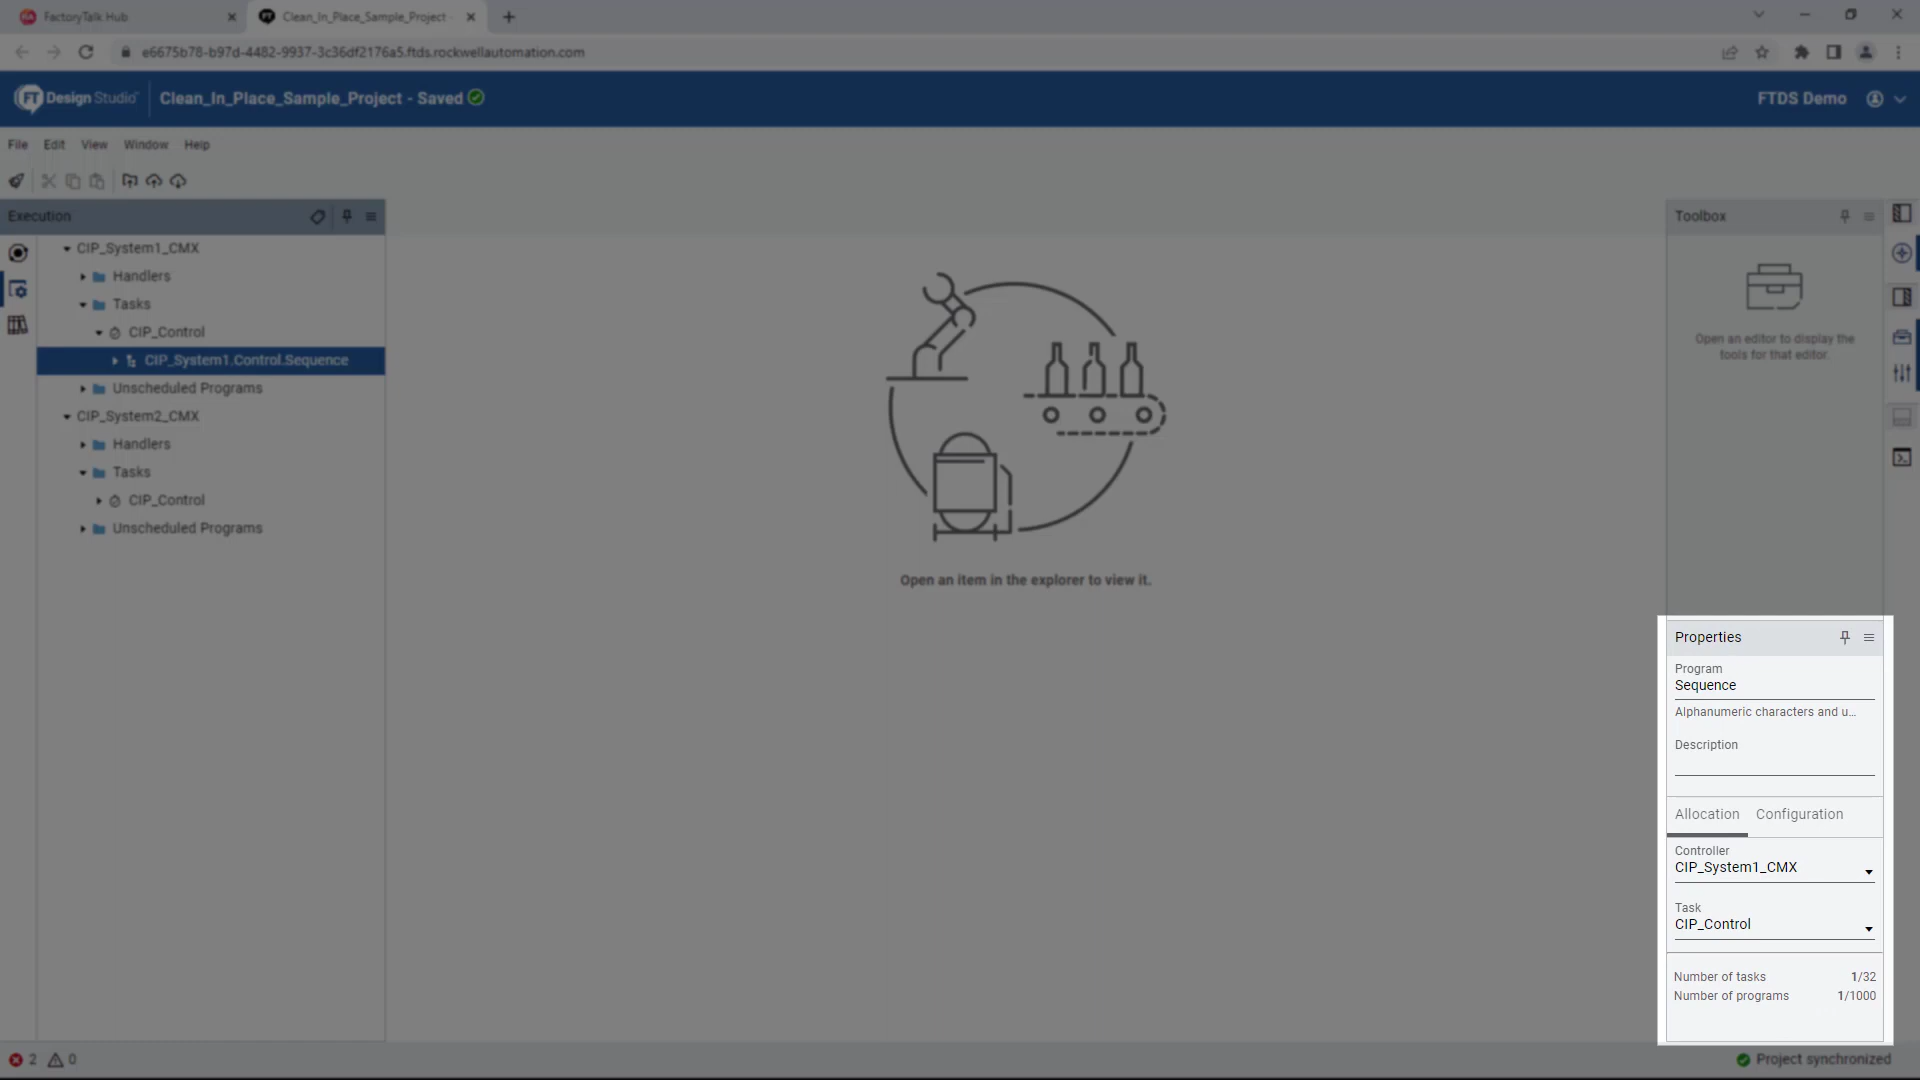 FactoryTalk Hub
Clean_In_Place_Sample_Project -
e6675b78-b97d-4482-9937-3c36df2176a5.ftds.rockwellautomation.com
FT DesignStudio™
Clean_In_Place_Sample_Project - Saved
FTDS Demo
File Edit View Window Help
Execution
CIP_System1_CMX
Handlers
Tasks
CIP_Control
CIP_System1.Control.Sequence
Unscheduled Programs
CIP_System2_CMX
Handlers
Tasks
CIP_Control
Unscheduled Programs
Open an item in the explorer to view it.
Toolbox
Open an editor to display the
tools for that editor.
Properties
Program
Sequence
Alphanumeric characters and u...
Description
Allocation Configuration
Controller
CIP_System1_CMX
Task
CIP_Control
Number of tasks 1/32
Number of programs 1/1000
2 0
Project synchronized